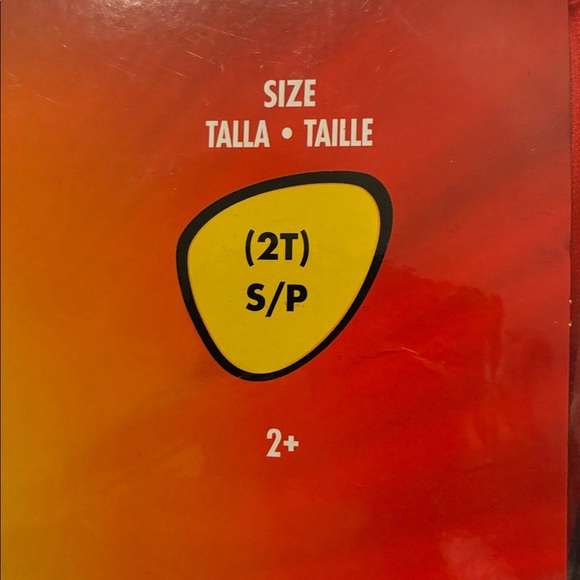 SIZE
TALLA • TAILLE
(2T)
S/P
2+